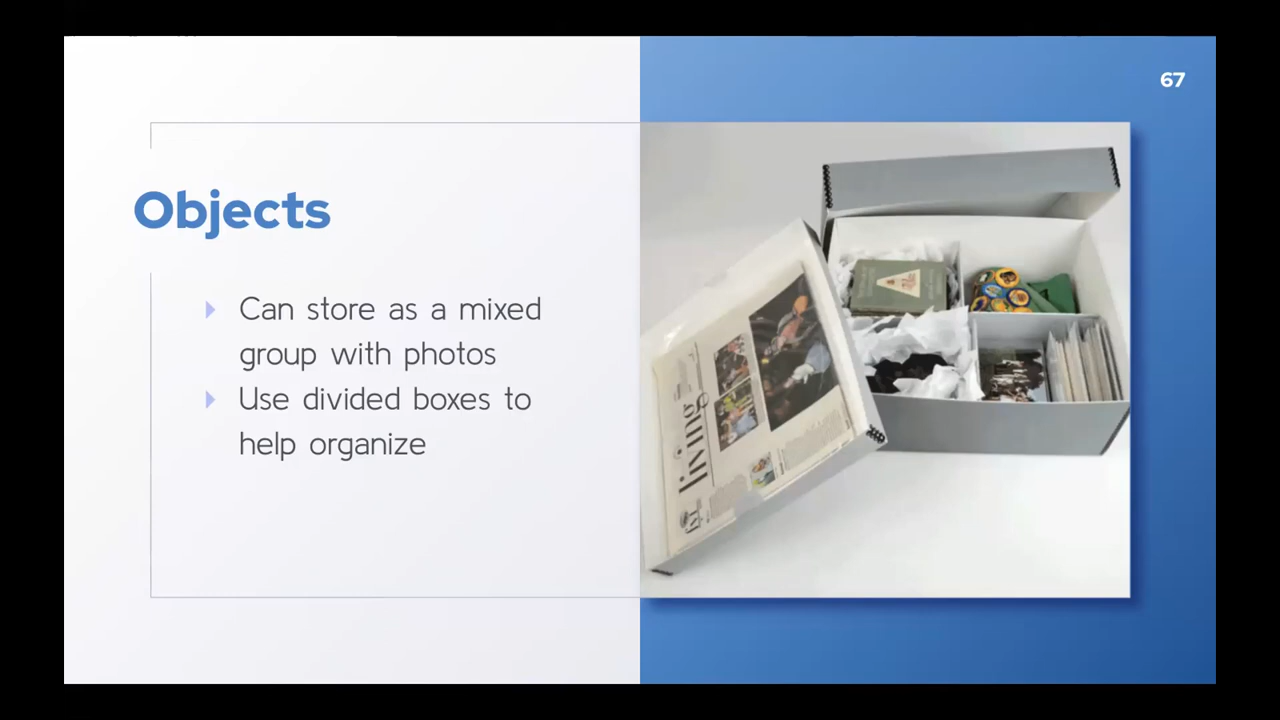 67
Objects
Can store as a mixed
group with photos
Use divided boxes to
help organize
living